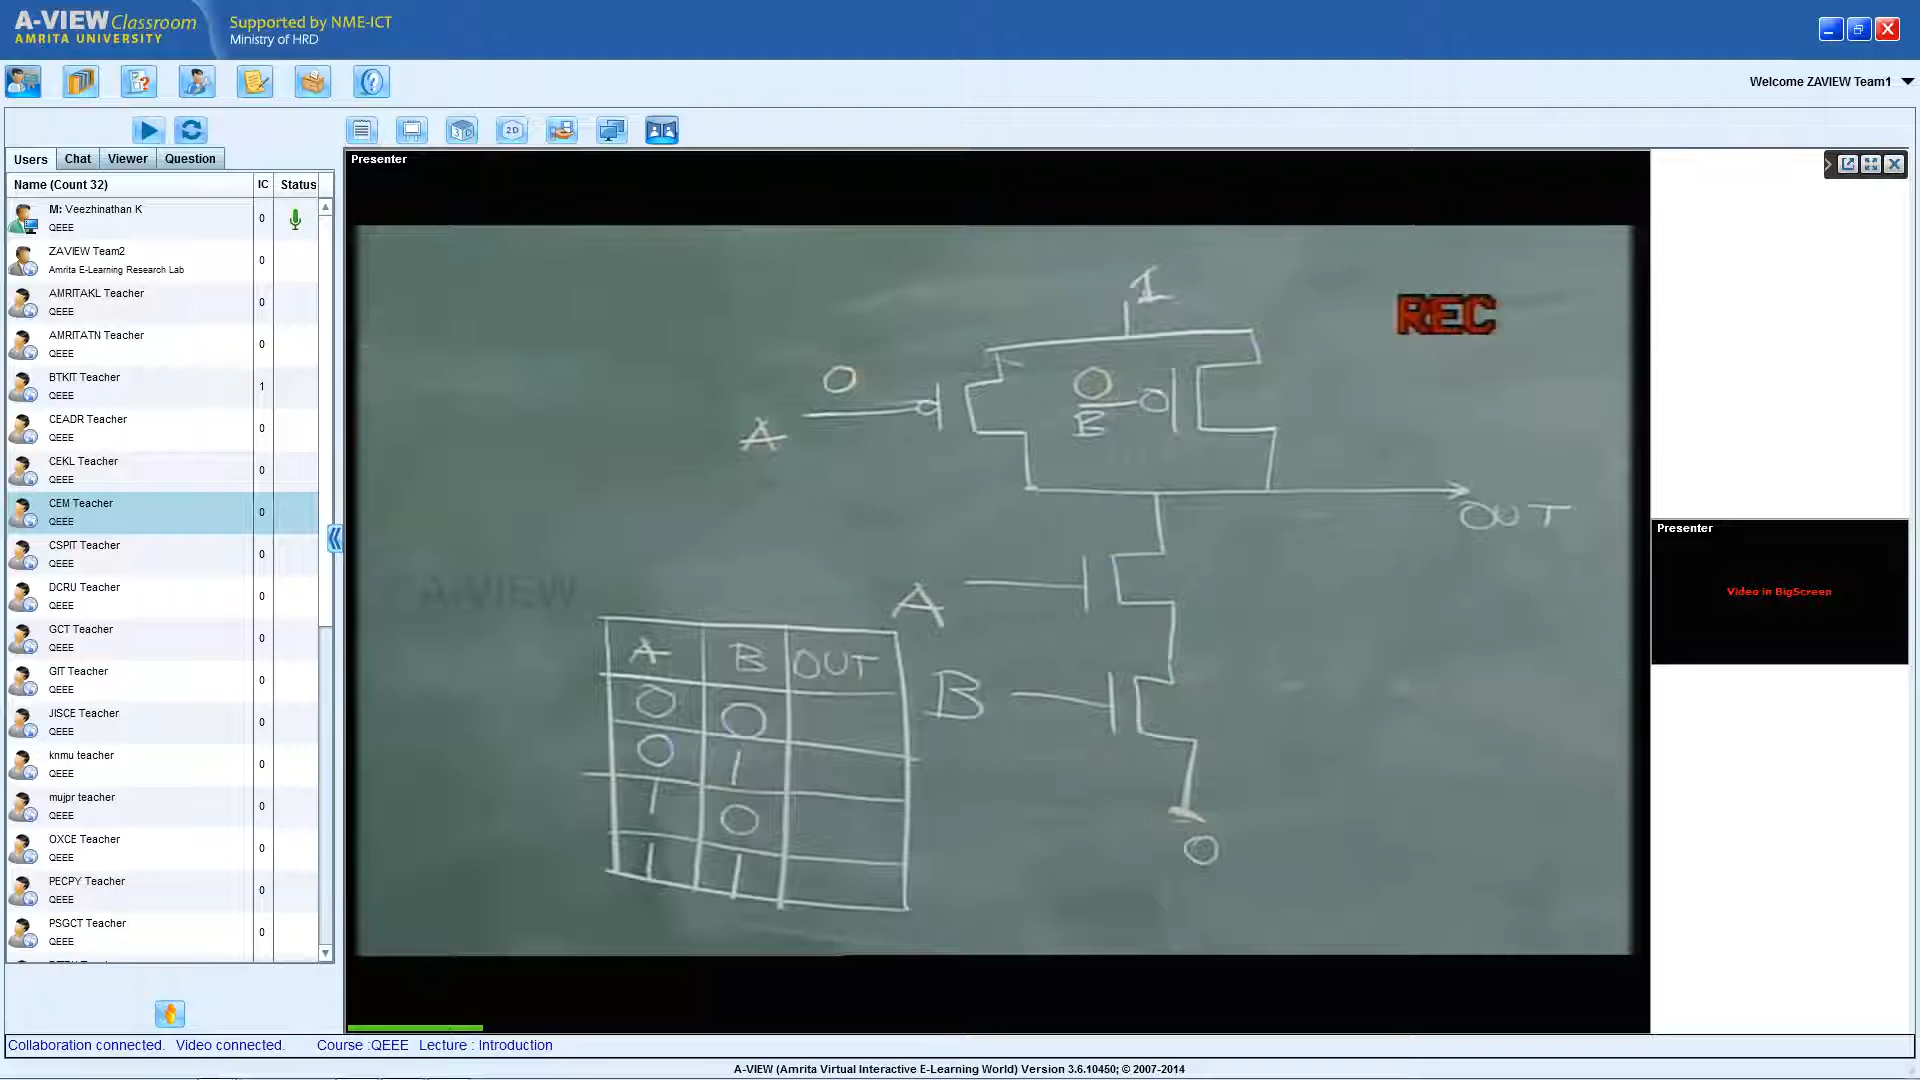 A-VIEW Classroom
AMRITA UNIVERSITY
Supported by NME-ICT
Ministry of HRD
Welcome ZAVIEW Team1
3D
2D
Users Chat Viewer Question
Name (Count 32) IC Status
M: Veezhinathan K 0
QEEE
ZAVIEW Team2 0
Amrita E-Learning Research Lab
AMRITAKL Teacher 0
QEEE
AMRITATN Teacher 0
QEEE
BTKIT Teacher 1
QEEE
CEADR Teacher 0
QEEE
CEKL Teacher 0
QEEE
CEM Teacher 0
QEEE
CSPIT Teacher 0
QEEE
DCRU Teacher 0
QEEE
GCT Teacher 0
QEEE
GIT Teacher 0
QEEE
JISCE Teacher 0
QEEE
knmu teacher 0
QEEE
mujpr teacher 0
QEEE
OXCE Teacher 0
QEEE
PECPY Teacher 0
QEEE
PSGCT Teacher 0
QEEE
Presenter
1
REC
0
0
A
B
OUT
A-VIEW
A
B
0
A B OUT
0 0
0 1
1 0
1 1
Presenter
Video in BigScreen
Collaboration connected. Video connected. Course :QEEE Lecture : Introduction
A-VIEW (Amrita Virtual Interactive E-Learning World) Version 3.6.10450; © 2007-2014